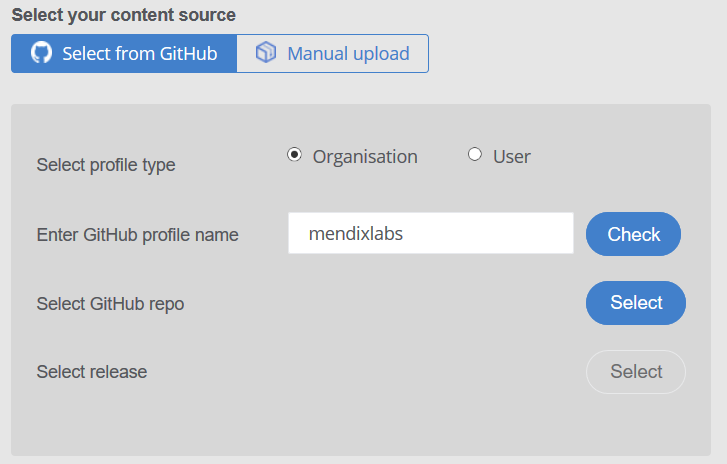 Select your content source
Select from GitHub Manual upload
Select profile type Organisation User
Enter GitHub profile name mendixlabs Check
Select GitHub repo Select
Select release Select